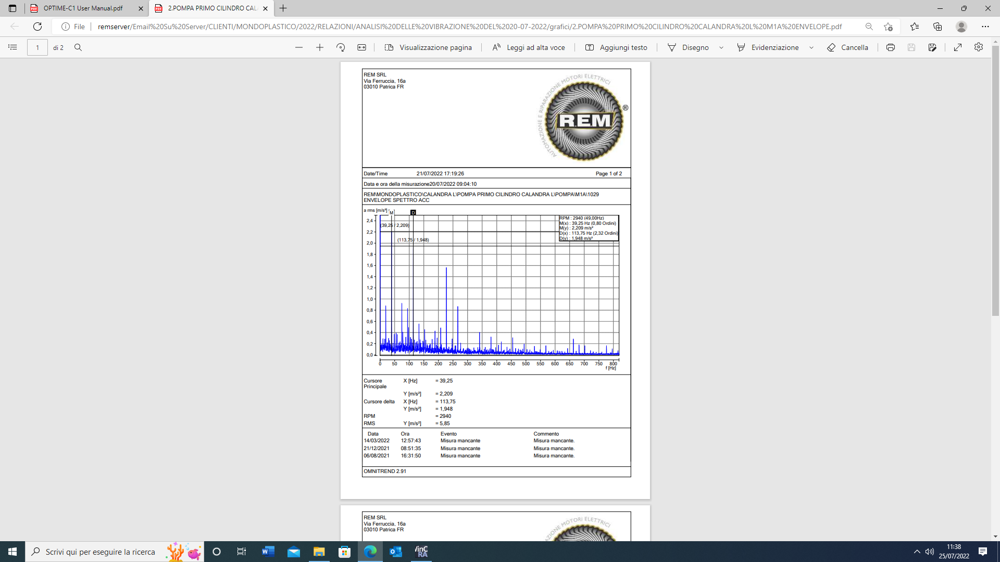 OPTIME-C1 User Manual.pdf
2.POMPA PRIMO CILINDRO CAL
File
remserver/Email%20Su%20Server/CLIENTI/MONDOPLASTICO/2022/RELAZIONI/ANALISI%20DELLE%20VIBRAZIONE%20DEL%2020-07-2022/grafici/2.POMPA%20PRIMO%20CILINDRO%20CALANDRA%20L%20M1A%20ENVELOPE.pdf
1 di 2
Visualizzazione pagina
Leggi ad alta voce
Aggiungi testo
Disegno
Evidenziazione
Cancella
REM SRL
Via Ferruccia, 16a
03010 Patrica FR
AUTOMAZIONE E RIPARAZIONE MOTORI ELETTRICI
R.E.M ®
Date/Time 21/07/2022 17:19:26 Page 1 of 2
Data e ora della misurazione20/07/2022 09:04:10
REM\MONDOPLASTICO\CALANDRA L\POMPA PRIMO CILINDRO CALANDRA L\POMPA\M1A\1029
ENVELOPE SPETTRO ACC
a rms [m/s²]
M D
RPM : 2940 (49,00Hz)
M(x) : 39,25 Hz (0,80 Ordini)
M(y) : 2,209 m/s²
D(x) : 113,75 Hz (2,32 Ordini)
D(y) : 1,948 m/s²
(39,25 / 2,209)
(113,75 / 1,948)
2,4
2,2
2,0
1,8
1,6
1,4
1,2
1,0
0,8
0,6
0,4
0,2
0,0
0 50 100 150 200 250 300 350 400 450 500 550 600 650 700 750 800
f [Hz]
Cursore Principale X [Hz] = 39,25
Y [m/s²] = 2,209
Cursore delta X [Hz] = 113,75
Y [m/s²] = 1,948
RPM = 2940
RMS Y [m/s²] = 5,85
Data Ora Evento Commento
14/03/2022 12:57:43 Misura mancante Misura mancante.
21/12/2021 08:51:35 Misura mancante Misura mancante.
06/08/2021 16:31:50 Misura mancante Misura mancante.
OMNITREND 2.91
REM SRL
Via Ferruccia, 16a
03010 Patrica FR
ZIONE MOTORI ELETTRICI
Scrivi qui per eseguire la ricerca
11:38
25/07/2022